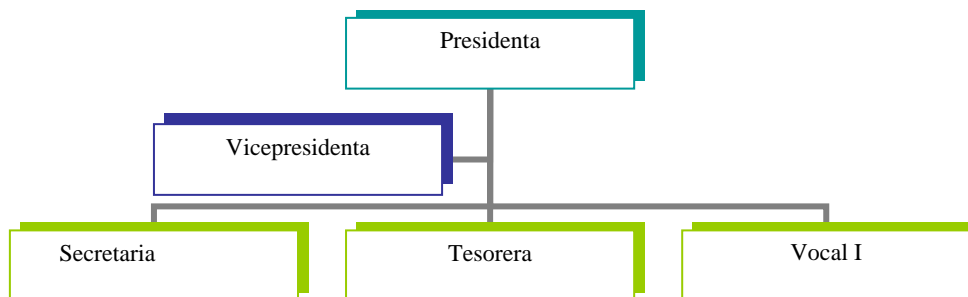 Presidenta
Vicepresidenta
Secretaria
Tesorera
Vocal I